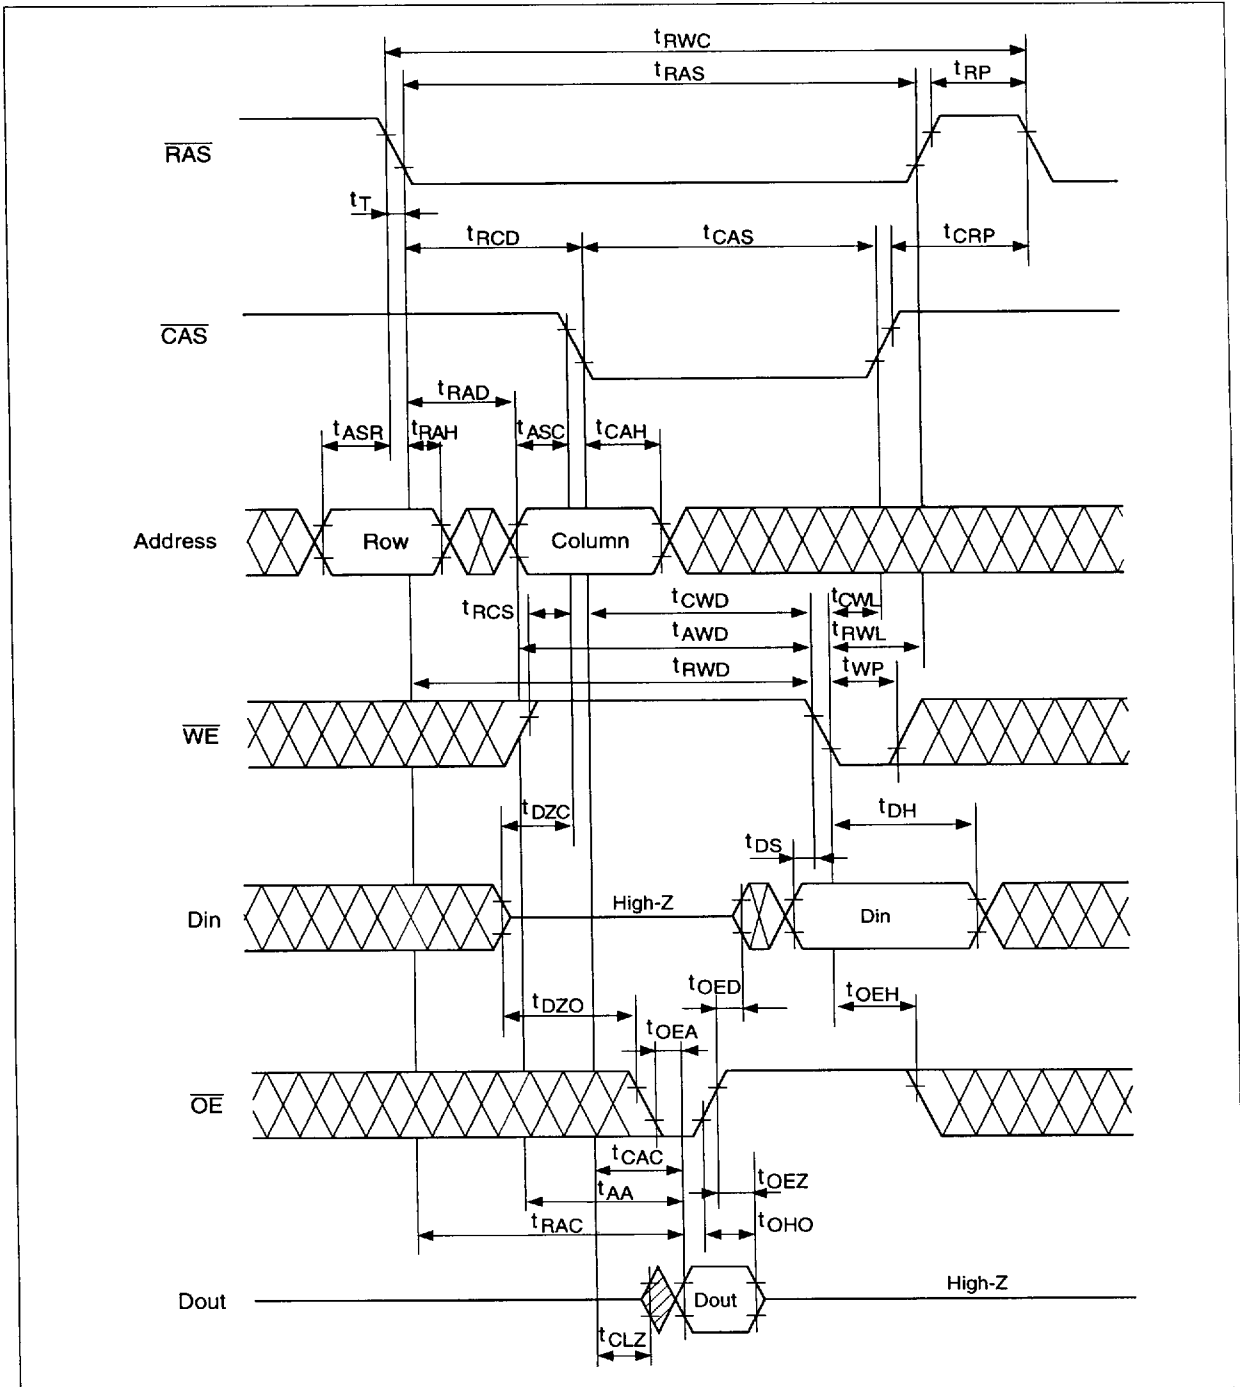 tRWC
tRAS
tRP
RAS
tT
tRCD
tCAS
tCRP
CAS
tRAD
tASR
tRAH
tASC
tCAH
Address
Row
Column
tRCS
tCWD
tCWL
tAWD
tRWL
tRWD
tWP
WE
tDZC
tDH
tDS
Din
High-Z
Din
tOED
tOEH
tDZO
tOEA
OE
tCAC
tOEZ
tAA
tRAC
tOHO
Dout
Dout
High-Z
tCLZ